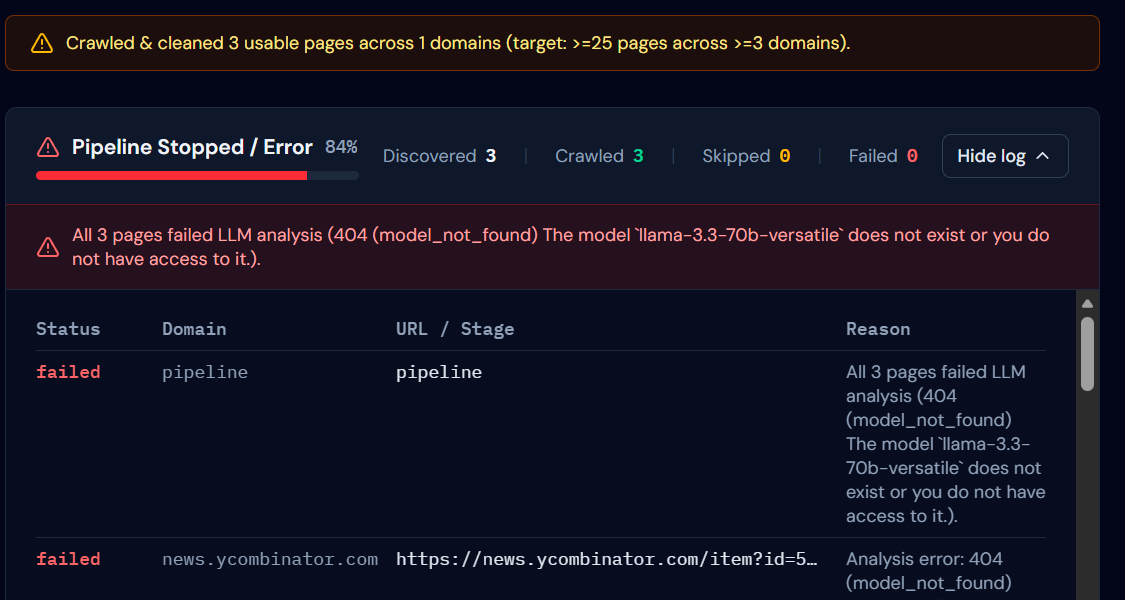 Crawled & cleaned 3 usable pages across 1 domains (target: >=25 pages across >=3 domains).
Pipeline Stopped / Error 84% Discovered 3 | Crawled 3 | Skipped 0 | Failed 0 Hide log
All 3 pages failed LLM analysis (404 (model_not_found) The model `llama-3.3-70b-versatile` does not exist or you do
not have access to it.).
Status Domain URL / Stage Reason
failed pipeline pipeline All 3 pages failed LLM
analysis (404
(model_not_found)
The model `llama-3.3-
70b-versatile` does not
exist or you do not have
access to it.).
failed news.ycombinator.com https://news.ycombinator.com/item?id=5… Analysis error: 404
(model_not_found)